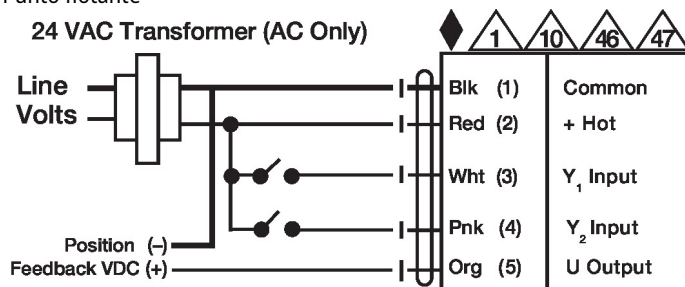 Punto flotante
24 VAC Transformer (AC Only)
1 10 46 47
Line
Volts
Blk (1) Common
Red (2) + Hot
Wht (3) Y1 Input
Pnk (4) Y2 Input
Position (–)
Feedback VDC (+)
Org (5) U Output